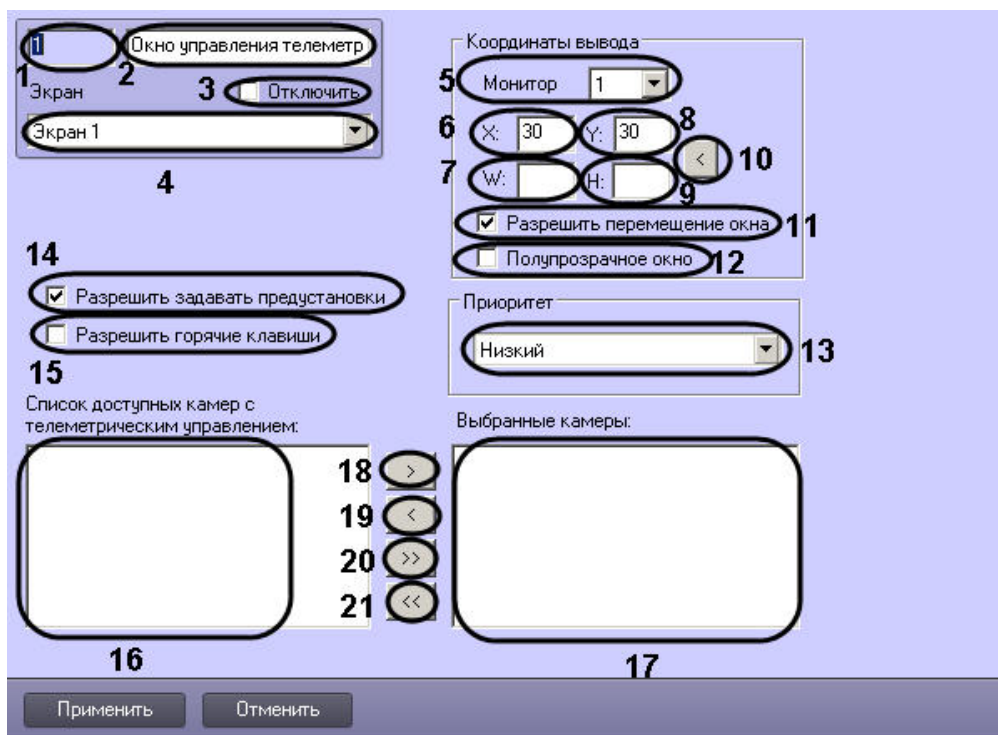 1 Окно управления телеметр
1 2
Экран 3 Отключить
Экран 1
4
Координаты вывода
5 Монитор 1
6 X: 30 Y: 30 8
7 W: H: 9 < 10
Разрешить перемещение окна 11
Полупрозрачное окно 12
14
Разрешить задавать предустановки
Разрешить горячие клавиши
15
Приоритет
Низкий 13
Список доступных камер с
телеметрическим управлением:
Выбранные камеры:
18 >
19 <
20 >>
21 <<
16
17
Применить Отменить